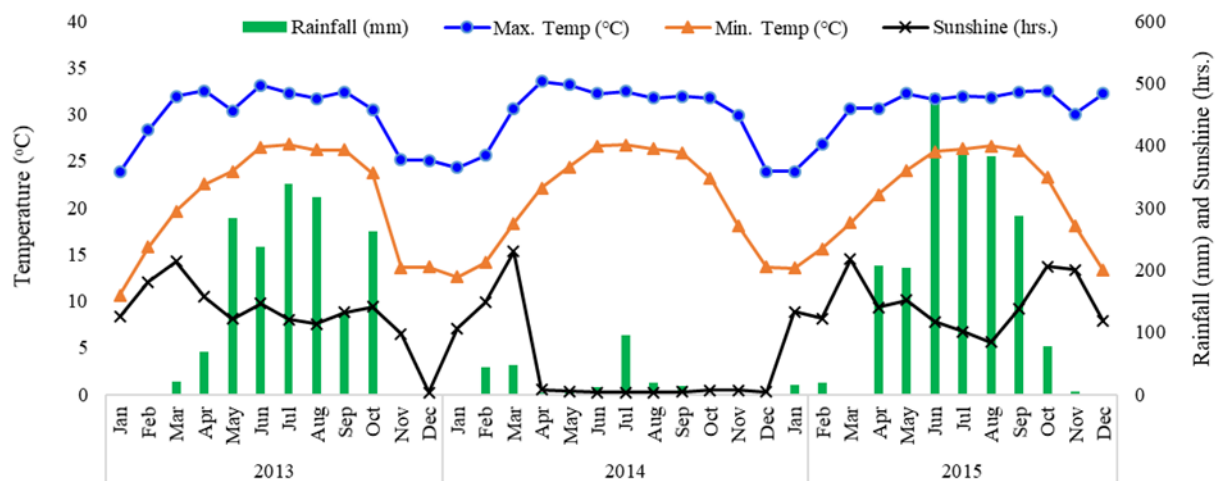 Rainfall (mm)
Max. Temp (°C)
Min. Temp (°C)
Sunshine (hrs.)
Temperature (°C)
40
35
30
25
20
15
10
5
0
Rainfall (mm) and Sunshine (hrs.)
600
500
400
300
200
100
0
Jan
Feb
Mar
Apr
May
Jun
Jul
Aug
Sep
Oct
Nov
Dec
Jan
Feb
Mar
Apr
May
Jun
Jul
Aug
Sep
Oct
Nov
Dec
Jan
Feb
Mar
Apr
May
Jun
Jul
Aug
Sep
Oct
Nov
Dec
2013
2014
2015